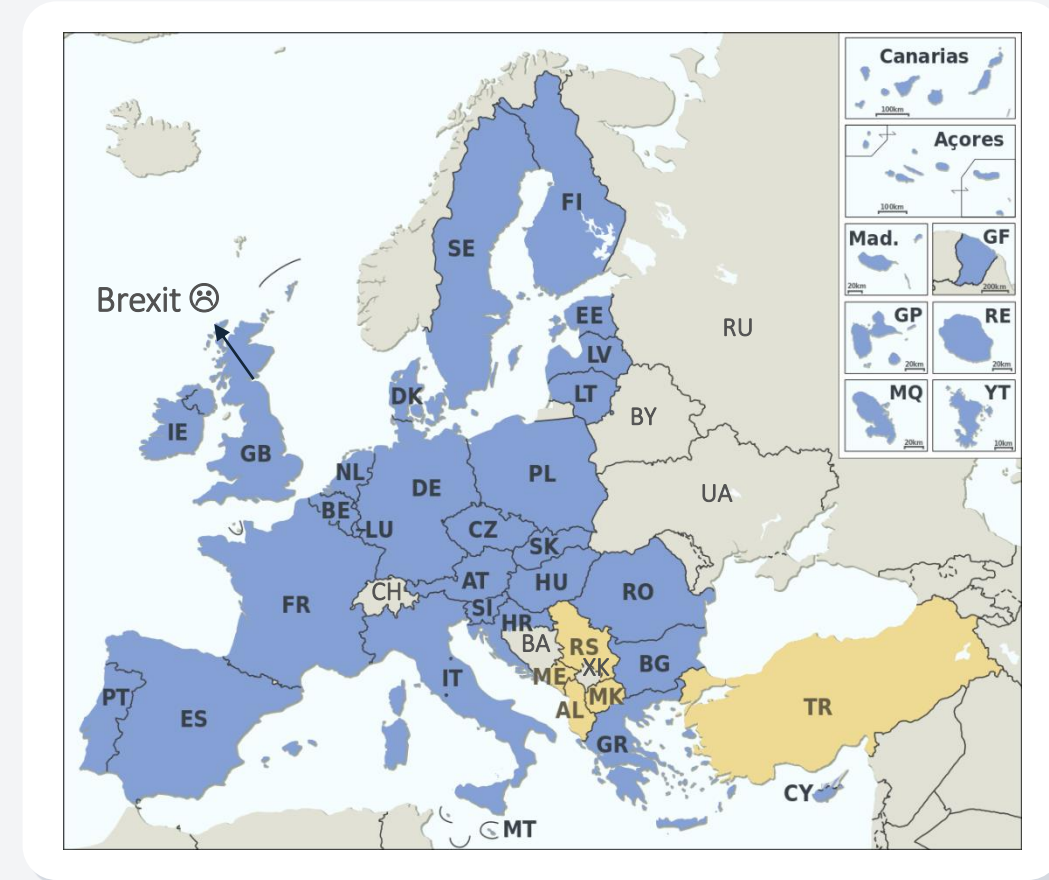 Canarias
100km
Açores
100km
Mad.
20km
GF
200km
GP
20km
RE
20km
MQ
20km
YT
10km
Brexit ☹
FI
SE
EE
RU
LV
LT
DK
BY
IE
GB
NL
DE
PL
BE
UA
LU
CZ
SK
AT
HU
CH
RO
FR
SI
HR
BA
RS
XK
BG
ME
IT
MK
PT
AL
TR
ES
GR
CY
MT